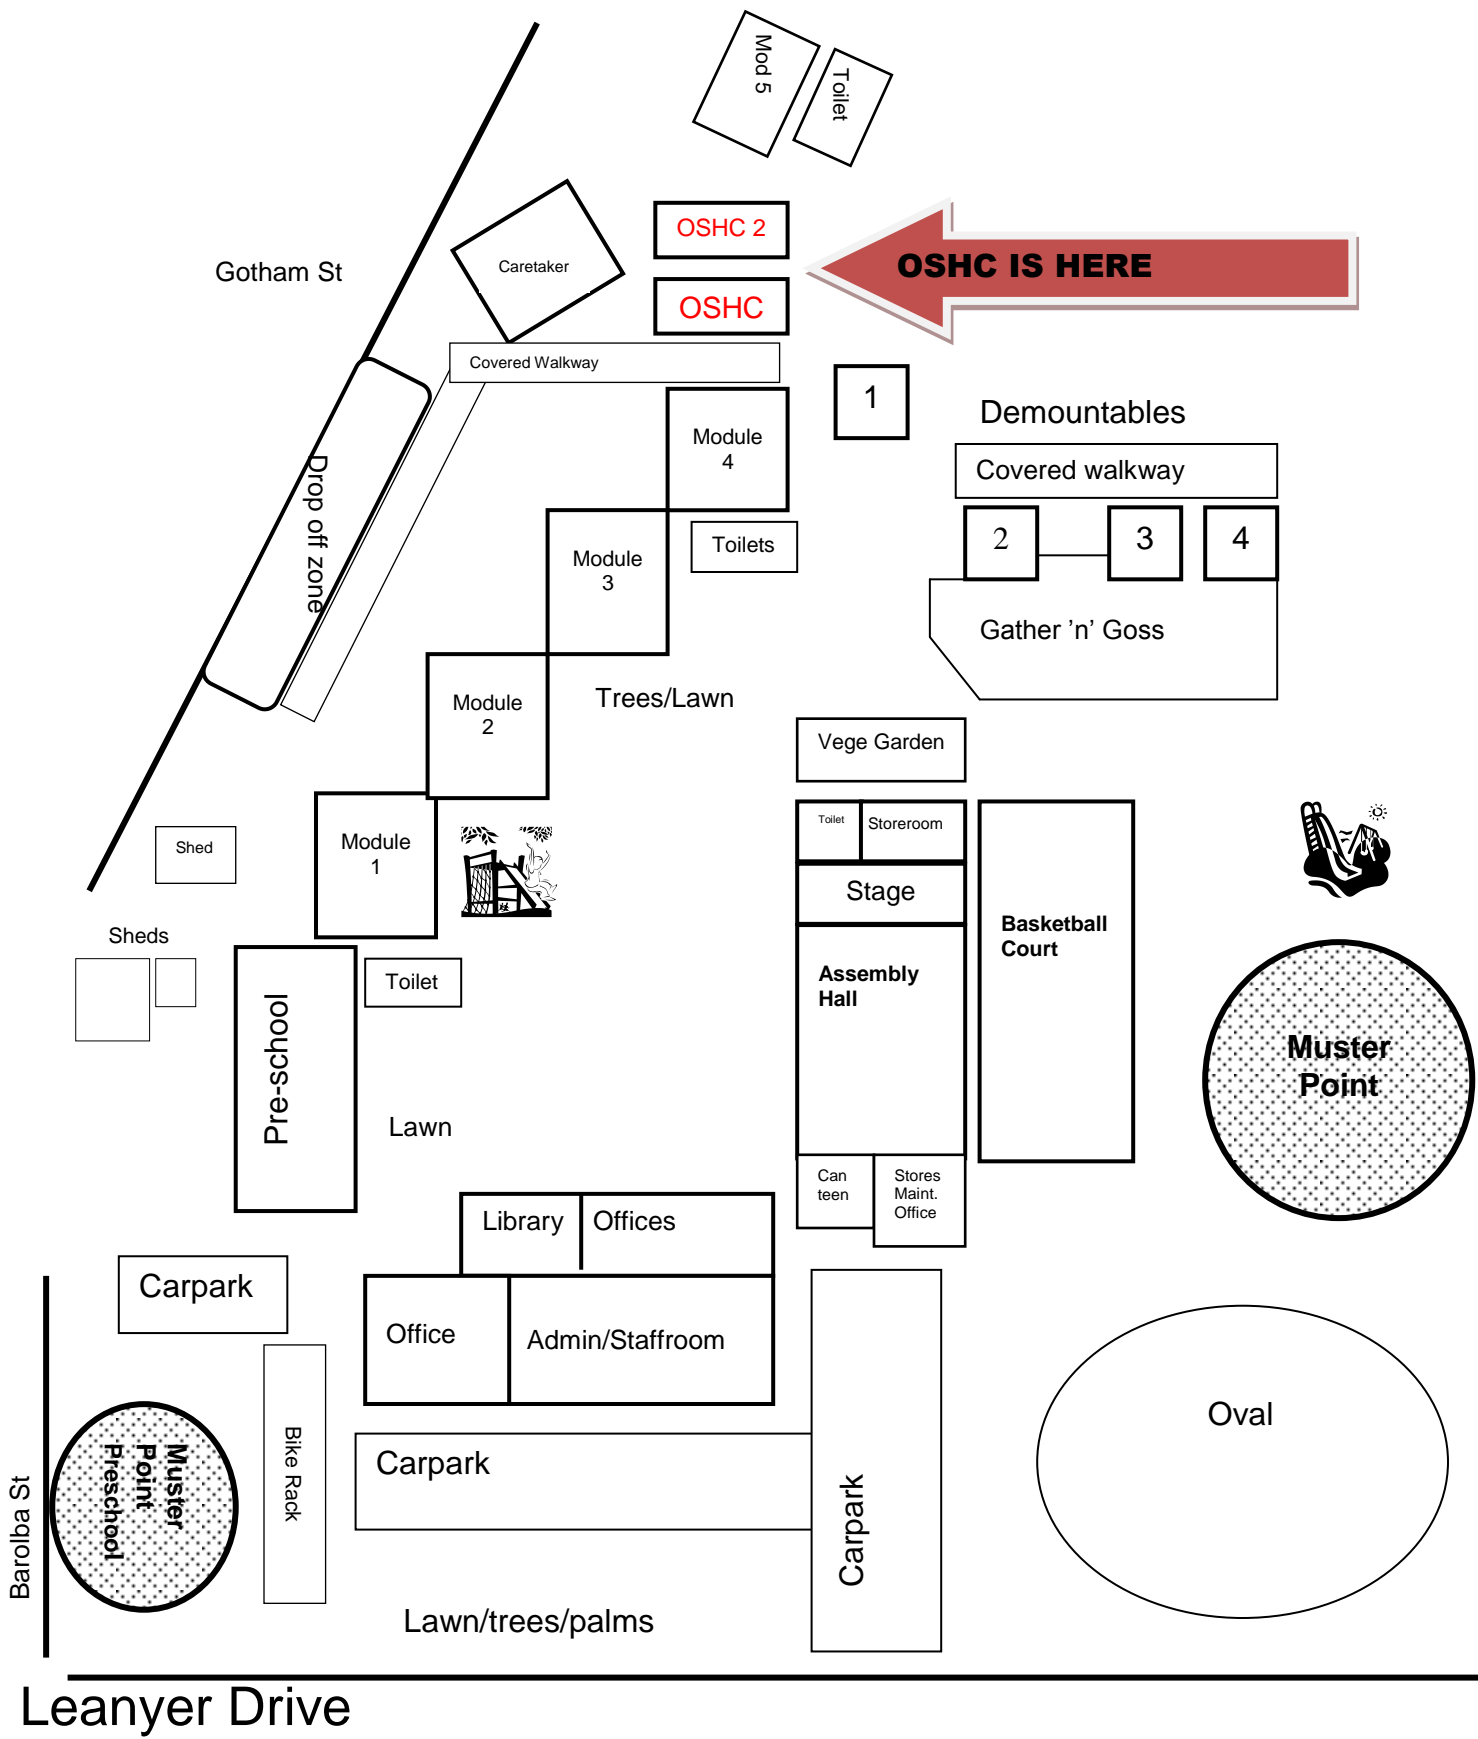 Mod 5
Toilet
OSHC 2
OSHC IS HERE
Caretaker
Gotham St
OSHC
Covered Walkway
1
Demountables
Module
4
Covered walkway
Drop off zone
Toilets
2
3
4
Module
3
Gather ’n’ Goss
Trees/Lawn
Module
2
Vege Garden
Toilet
Storeroom
Shed
Module
1
Stage
Basketball
Court
Sheds
Assembly
Hall
Toilet
Pre-school
Muster
Point
Lawn
Can
teen
Stores
Maint.
Office
Library
Offices
Carpark
Office
Admin/Staffroom
Oval
Muster
Point
Preschool
Bike Rack
Carpark
Carpark
Barolba St
Lawn/trees/palms
Leanyer Drive